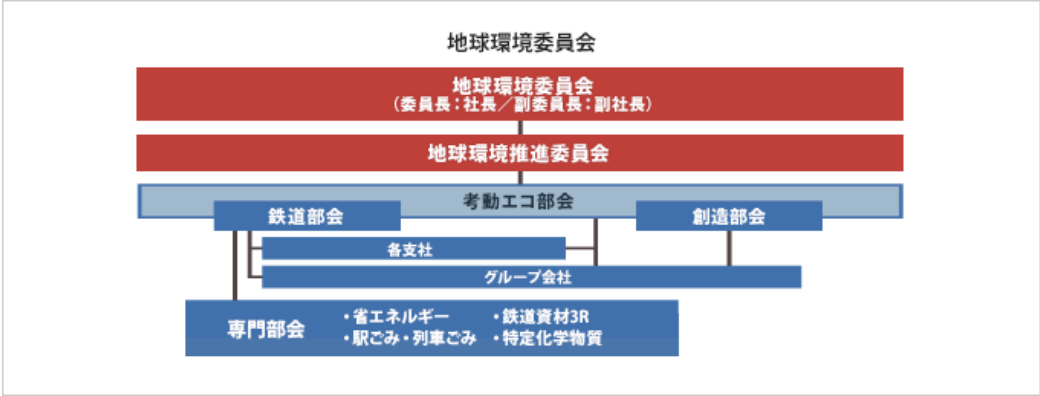 地球環境委員会
地球環境委員会
（委員長：社長／副委員長：副社長）
地球環境推進委員会
考動エコ部会
鉄道部会
創造部会
各支社
グループ会社
専門部会
・省エネルギー
・鉄道資材3R
・駅ごみ・列車ごみ
・特定化学物質